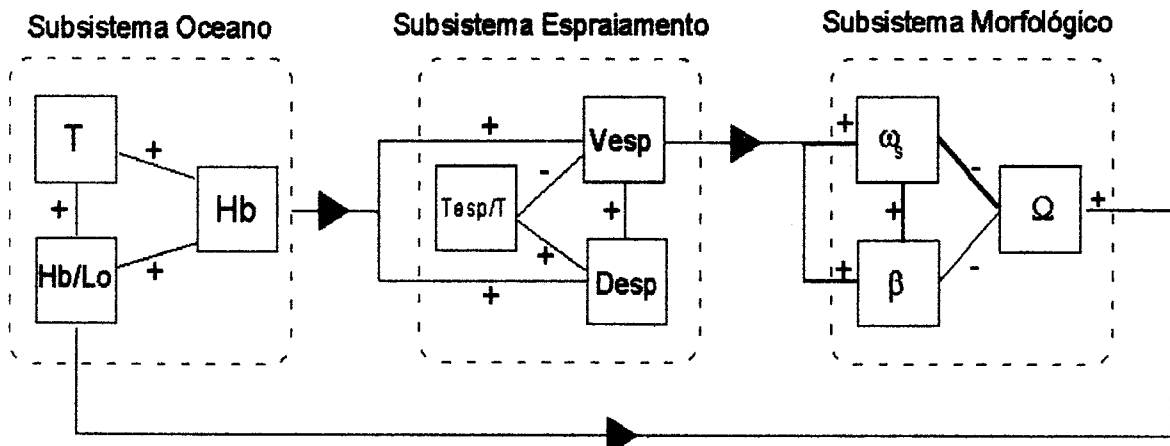 Subsistema Oceano
Subsistema Espraiamento
Subsistema Morfológico
T
+
+
Hb
Hb/Lo
+
+
Vesp
-
Tesp/T
+
+
Desp
+
+
ωs
-
+
Ω
+
+
β
-